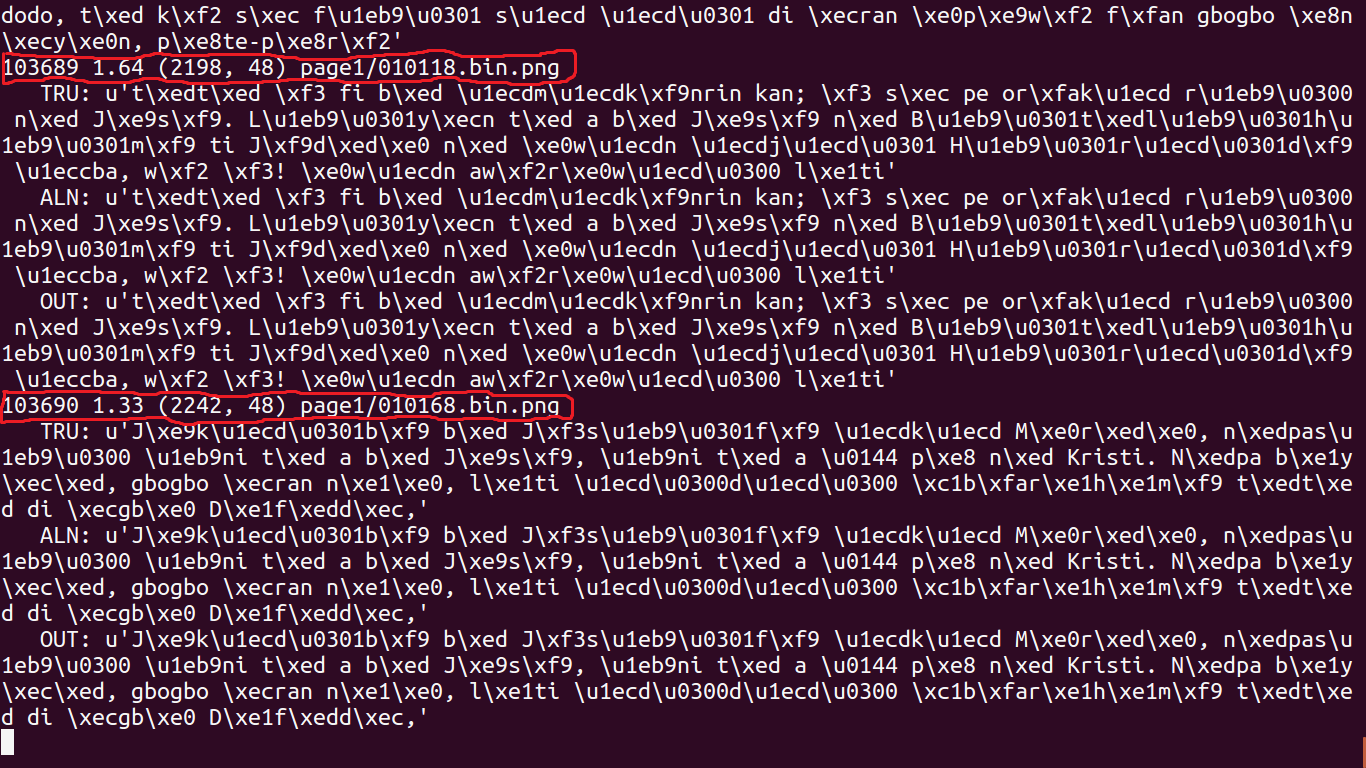 dodo, t\xed k\xf2 s\xec f\u1eb9\u0301 s\u1ecd \u1ecd\u0301 di \xecran \xe0p\xe9w\xf2 f\xfan gbogbo \xe8n
\xecy\xe0n, p\xe8te-p\xe8r\xf2'
103689 1.64 (2198, 48) page1/010118.bin.png
TRU: u't\xedt\xed \xf3 fi b\xed \u1ecdm\u1ecdk\xf9nrin kan; \xf3 s\xec pe or\xfak\u1ecd r\u1eb9\u0300
n\xed J\xe9s\xf9. L\u1eb9\u0301y\xecn t\xed a b\xed J\xe9s\xf9 n\xed B\u1eb9\u0301t\xedl\u1eb9\u0301h\u
1eb9\u0301m\xf9 ti J\xf9d\xed\xe0 n\xed \xe0w\u1ecdn \u1ecdj\u1ecd\u0301 H\u1eb9\u0301r\u1ecd\u0301d\xf9
\u1eccba, w\xf2 \xf3! \xe0w\u1ecdn aw\xf2r\xe0w\u1ecd\u0300 l\xe1ti'
ALN: u't\xedt\xed \xf3 fi b\xed \u1ecdm\u1ecdk\xf9nrin kan; \xf3 s\xec pe or\xfak\u1ecd r\u1eb9\u0300
n\xed J\xe9s\xf9. L\u1eb9\u0301y\xecn t\xed a b\xed J\xe9s\xf9 n\xed B\u1eb9\u0301t\xedl\u1eb9\u0301h\u
1eb9\u0301m\xf9 ti J\xf9d\xed\xe0 n\xed \xe0w\u1ecdn \u1ecdj\u1ecd\u0301 H\u1eb9\u0301r\u1ecd\u0301d\xf9
\u1eccba, w\xf2 \xf3! \xe0w\u1ecdn aw\xf2r\xe0w\u1ecd\u0300 l\xe1ti'
OUT: u't\xedt\xed \xf3 fi b\xed \u1ecdm\u1ecdk\xf9nrin kan; \xf3 s\xec pe or\xfak\u1ecd r\u1eb9\u0300
n\xed J\xe9s\xf9. L\u1eb9\u0301y\xecn t\xed a b\xed J\xe9s\xf9 n\xed B\u1eb9\u0301t\xedl\u1eb9\u0301h\u
1eb9\u0301m\xf9 ti J\xf9d\xed\xe0 n\xed \xe0w\u1ecdn \u1ecdj\u1ecd\u0301 H\u1eb9\u0301r\u1ecd\u0301d\xf9
\u1eccba, w\xf2 \xf3! \xe0w\u1ecdn aw\xf2r\xe0w\u1ecd\u0300 l\xe1ti'
103690 1.33 (2242, 48) page1/010168.bin.png
TRU: u'J\xe9k\u1ecd\u0301b\xf9 b\xed J\xf3s\u1eb9\u0301f\xf9 \u1ecdk\u1ecd M\xe0r\xed\xe0, n\xedpas\u
1eb9\u0300 \u1eb9ni t\xed a b\xed J\xe9s\xf9, \u1eb9ni t\xed a \u0144 p\xe8 n\xed Kristi. N\xedpa b\xe1y
\xec\xed, gbogbo \xecran n\xe1\xe0, l\xe1ti \u1ecd\u0300d\u1ecd\u0300 \xc1b\xfar\xe1h\xe1m\xf9 t\xedt\xe
d di \xecgb\xe0 D\xe1f\xedd\xec,'
ALN: u'J\xe9k\u1ecd\u0301b\xf9 b\xed J\xf3s\u1eb9\u0301f\xf9 \u1ecdk\u1ecd M\xe0r\xed\xe0, n\xedpas\u
1eb9\u0300 \u1eb9ni t\xed a b\xed J\xe9s\xf9, \u1eb9ni t\xed a \u0144 p\xe8 n\xed Kristi. N\xedpa b\xe1y
\xec\xed, gbogbo \xecran n\xe1\xe0, l\xe1ti \u1ecd\u0300d\u1ecd\u0300 \xc1b\xfar\xe1h\xe1m\xf9 t\xedt\xe
d di \xecgb\xe0 D\xe1f\xedd\xec,'
OUT: u'J\xe9k\u1ecd\u0301b\xf9 b\xed J\xf3s\u1eb9\u0301f\xf9 \u1ecdk\u1ecd M\xe0r\xed\xe0, n\xedpas\u
1eb9\u0300 \u1eb9ni t\xed a b\xed J\xe9s\xf9, \u1eb9ni t\xed a \u0144 p\xe8 n\xed Kristi. N\xedpa b\xe1y
\xec\xed, gbogbo \xecran n\xe1\xe0, l\xe1ti \u1ecd\u0300d\u1ecd\u0300 \xc1b\xfar\xe1h\xe1m\xf9 t\xedt\xe
d di \xecgb\xe0 D\xe1f\xedd\xec,'